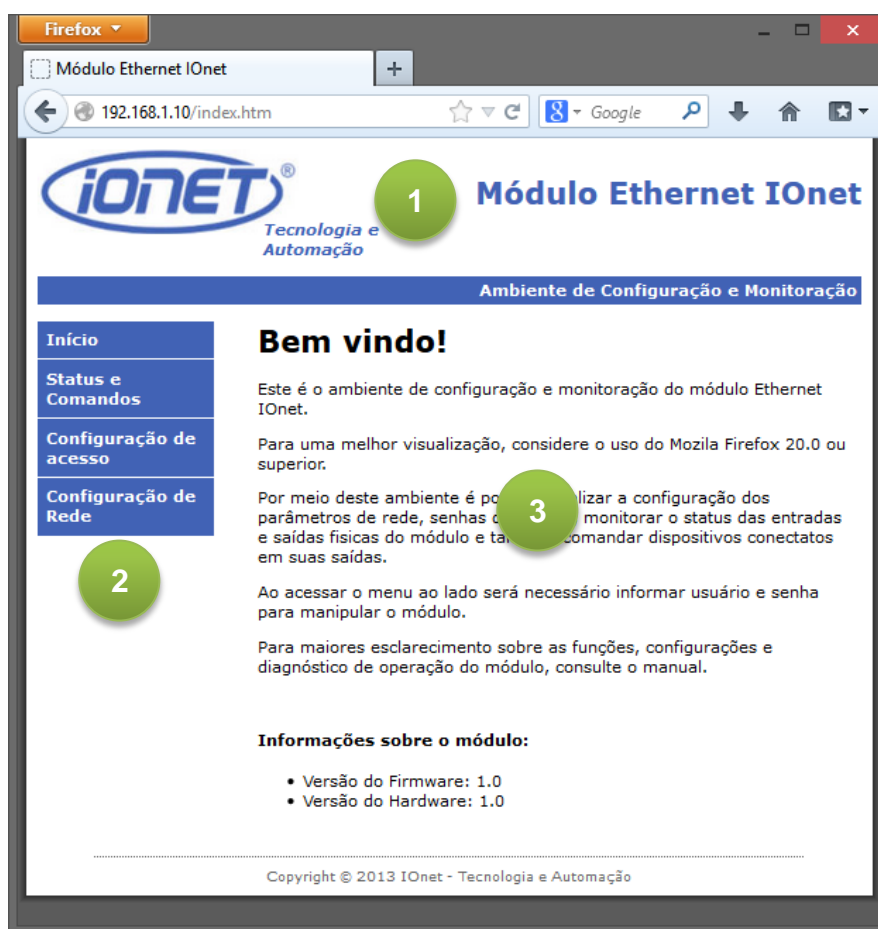 Firefox
Módulo Ethernet IOnet
192.168.1.10/index.htm
Google
iONET®
Tecnologia e
Automação
1
Módulo Ethernet IOnet
Ambiente de Configuração e Monitoração
Início
Status e
Comandos
Configuração de
acesso
Configuração de
Rede
2
Bem vindo!
Este é o ambiente de configuração e monitoração do módulo Ethernet
IOnet.
Para uma melhor visualização, considere o uso do Mozila Firefox 20.0 ou
superior.
Por meio deste ambiente é lizar a configuração dos
parâmetros de rede, senhas monitorar o status das entradas
e saídas fisicas do módulo e comandar dispositivos conectatos
em suas saídas.
3
Ao acessar o menu ao lado será necessário informar usuário e senha
para manipular o módulo.
Para maiores esclarecimento sobre as funções, configurações e
diagnóstico de operação do módulo, consulte o manual.
Informações sobre o módulo:
• Versão do Firmware: 1.0
• Versão do Hardware: 1.0
Copyright © 2013 IOnet - Tecnologia e Automação